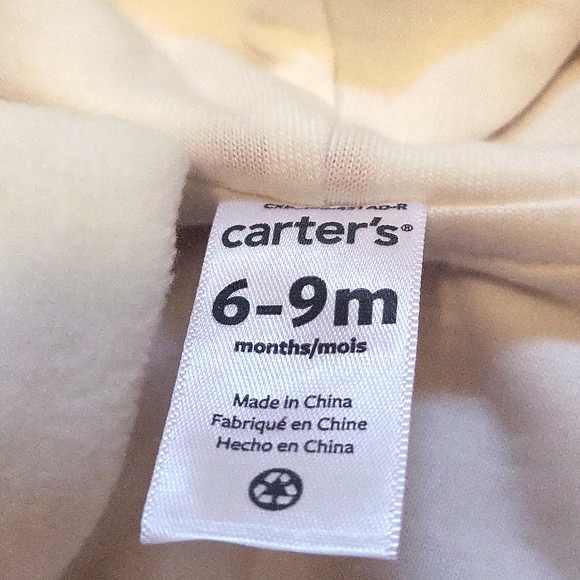 carter's®
6-9m
months/mois
Made in China
Fabriqué en Chine
Hecho en China